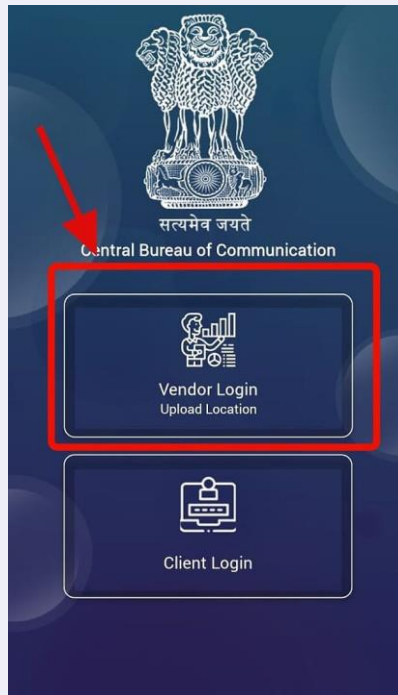 सत्यमेव जयते
Central Bureau of Communication
Vendor Login
Upload Location
Client Login